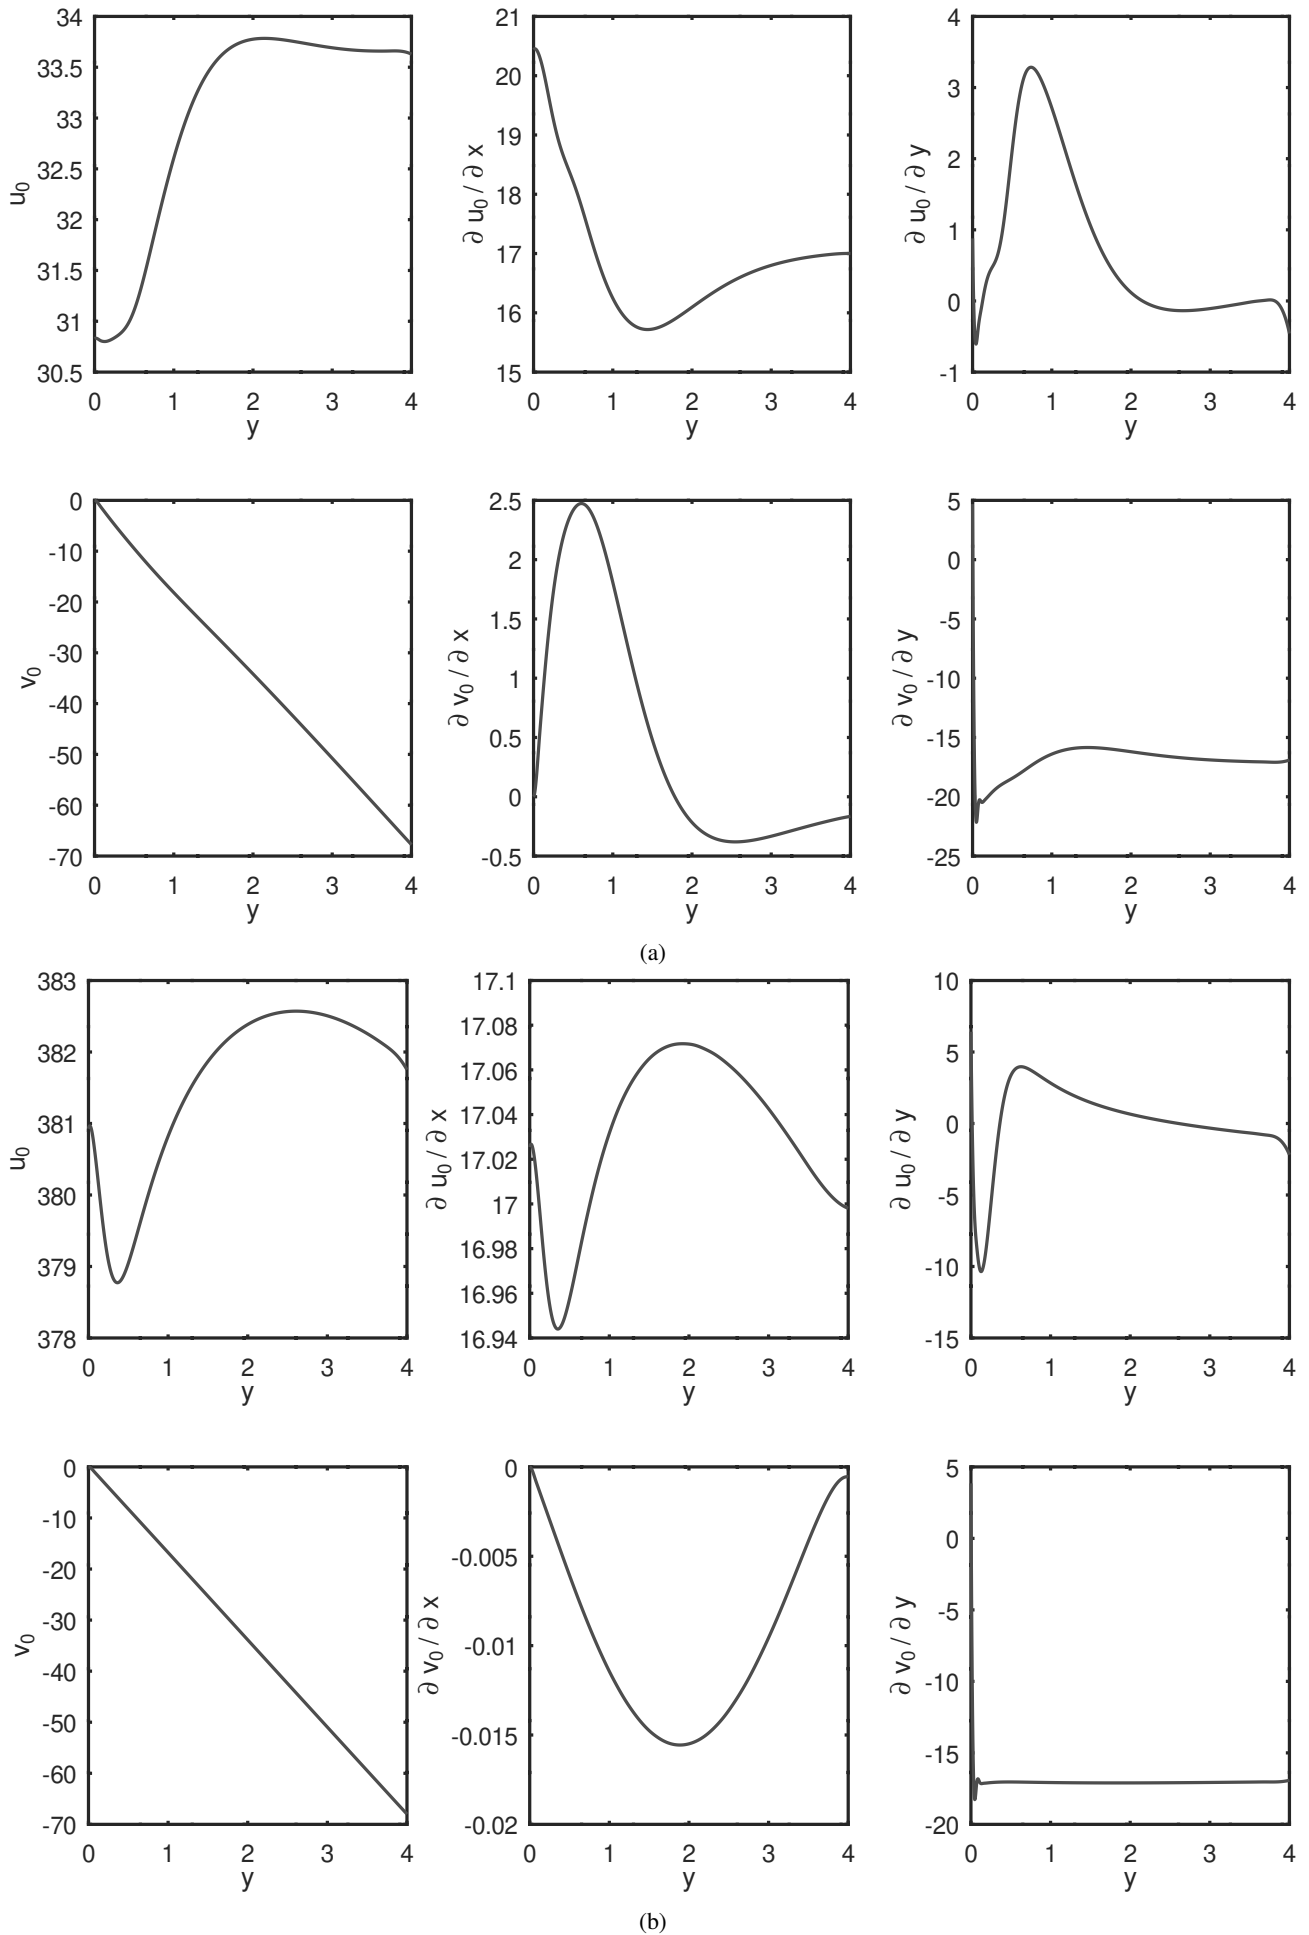 34
33.5
33
32.5
32
31.5
31
30.5
u₀
0 1 2 3 4
y
21
20
19
18
17
16
15
∂ u₀ / ∂ x
0 1 2 3 4
y
4
3
2
1
0
-1
∂ u₀ / ∂ y
0 1 2 3 4
y
0
-10
-20
-30
-40
-50
-60
-70
v₀
0 1 2 3 4
y
2.5
2
1.5
1
0.5
0
-0.5
∂ v₀ / ∂ x
0 1 2 3 4
y
5
0
-5
-10
-15
-20
-25
∂ v₀ / ∂ y
0 1 2 3 4
y
(a)
383
382
381
380
379
378
u₀
0 1 2 3 4
y
17.1
17.08
17.06
17.04
17.02
17
16.98
16.96
16.94
∂ u₀ / ∂ x
0 1 2 3 4
y
10
5
0
-5
-10
-15
∂ u₀ / ∂ y
0 1 2 3 4
y
0
-10
-20
-30
-40
-50
-60
-70
v₀
0 1 2 3 4
y
0
-0.005
-0.01
-0.015
-0.02
∂ v₀ / ∂ x
0 1 2 3 4
y
5
0
-5
-10
-15
-20
∂ v₀ / ∂ y
0 1 2 3 4
y
(b)